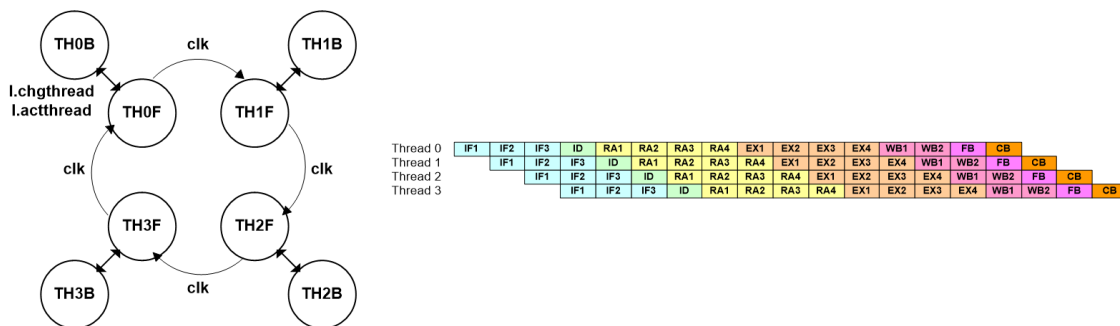 TH0B
clk
TH1B
l.chgthread
l.actthread
TH0F
TH1F
clk
clk
TH3F
TH2F
clk
TH3B
TH2B
Thread 0 IF1 IF2 IF3 ID RA1 RA2 RA3 RA4 EX1 EX2 EX3 EX4 WB1 WB2 FB CB
Thread 1 IF1 IF2 IF3 ID RA1 RA2 RA3 RA4 EX1 EX2 EX3 EX4 WB1 WB2 FB CB
Thread 2 IF1 IF2 IF3 ID RA1 RA2 RA3 RA4 EX1 EX2 EX3 EX4 WB1 WB2 FB CB
Thread 3 IF1 IF2 IF3 ID RA1 RA2 RA3 RA4 EX1 EX2 EX3 EX4 WB1 WB2 FB CB